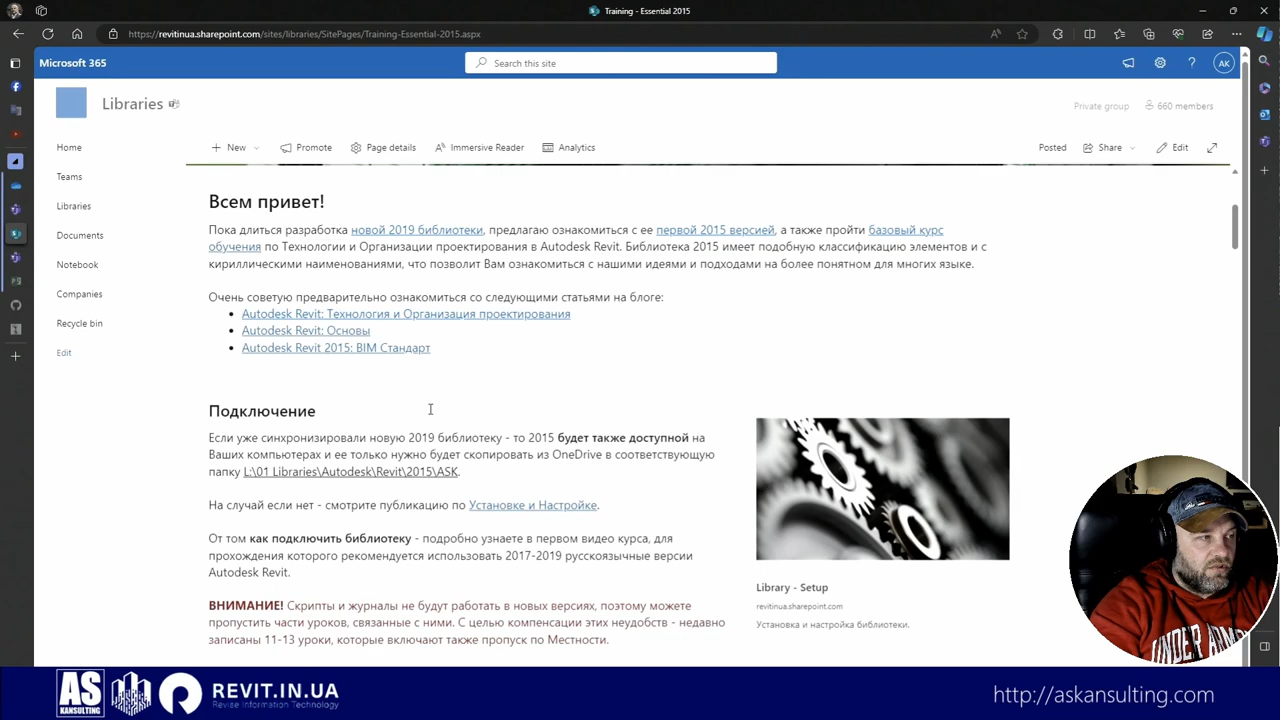 Training - Essential 2015
https://revitinua.sharepoint.com/sites/libraries/SitePages/Training-Essential-2015.aspx
Microsoft 365
Search this site
AK
Libraries
Private group
660 members
Home
Teams
Libraries
Documents
Notebook
Companies
Recycle bin
Edit
New
Promote
Page details
Immersive Reader
Analytics
Posted
Share
Edit
Всем привет!
Пока длиться разработка новой 2019 библиотеки, предлагаю ознакомиться с ее первой 2015 версией, а также пройти базовый курс
обучения по Технологии и Организации проектирования в Autodesk Revit. Библиотека 2015 имеет подобную классификацию элементов и с
кириллическими наименованиями, что позволит Вам ознакомиться с нашими идеями и подходами на более понятном для многих языке.
Очень советую предварительно ознакомиться со следующими статьями на блоге:
Autodesk Revit: Технология и Организация проектирования
Autodesk Revit: Основы
Autodesk Revit 2015: BIM Стандарт
Подключение
Если уже синхронизировали новую 2019 библиотеку - то 2015 будет также доступной на
Ваших компьютерах и ее только нужно будет скопировать из OneDrive в соответствующую
папку L:\01 Libraries\Autodesk\Revit\2015\ASK.
На случай если нет - смотрите публикацию по Установке и Настройке.
От том как подключить библиотеку - подробно узнаете в первом видео курса, для
прохождения которого рекомендуется использовать 2017-2019 русскоязычные версии
Autodesk Revit.
ВНИМАНИЕ! Скрипты и журналы не будут работать в новых версиях, поэтому можете
пропустить части уроков, связанные с ними. С целью компенсации этих неудобств - недавно
записаны 11-13 уроки, которые включают также пропуск по Местности.
Library - Setup
revitinua.sharepoint.com
Установка и настройка библиотеки.
UNDER ARMO
AS
KANSULTING
REVIT.IN.UA
Revise Information Technology
http://askansulting.com